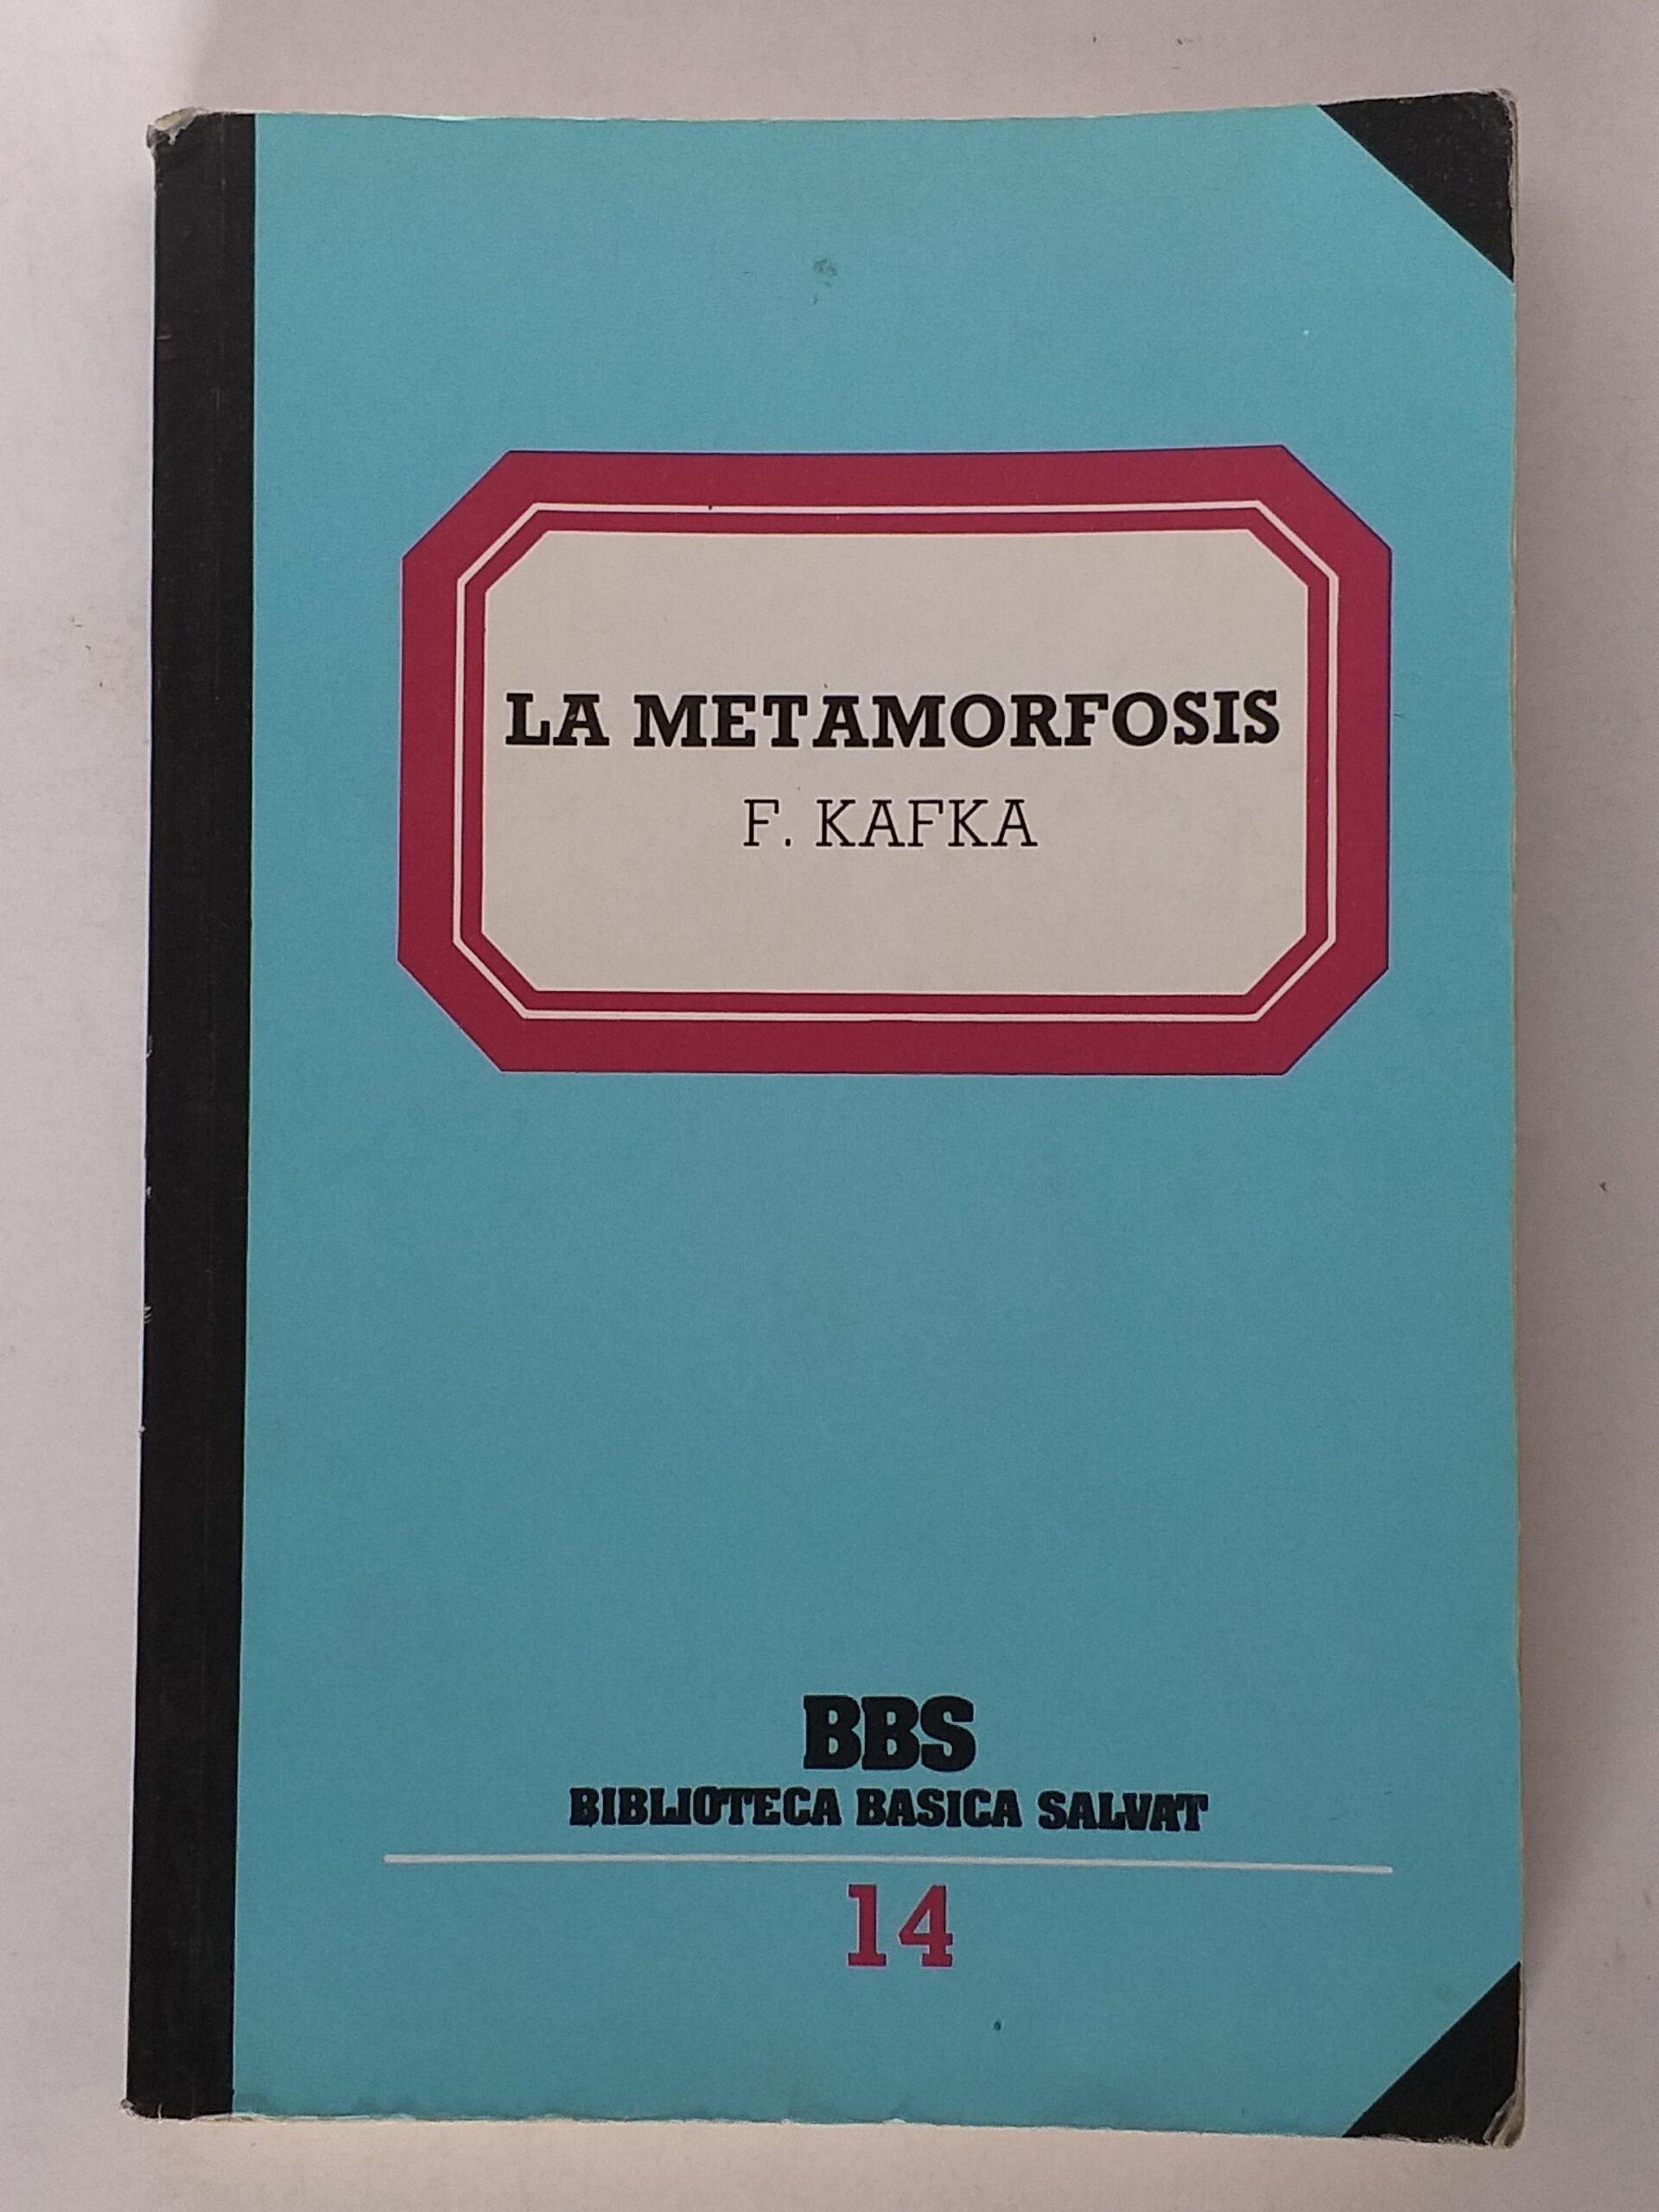 LA METAMORFOSIS
F. KAFKA
BBS
BIBLIOTECA BASICA SALVAT
14